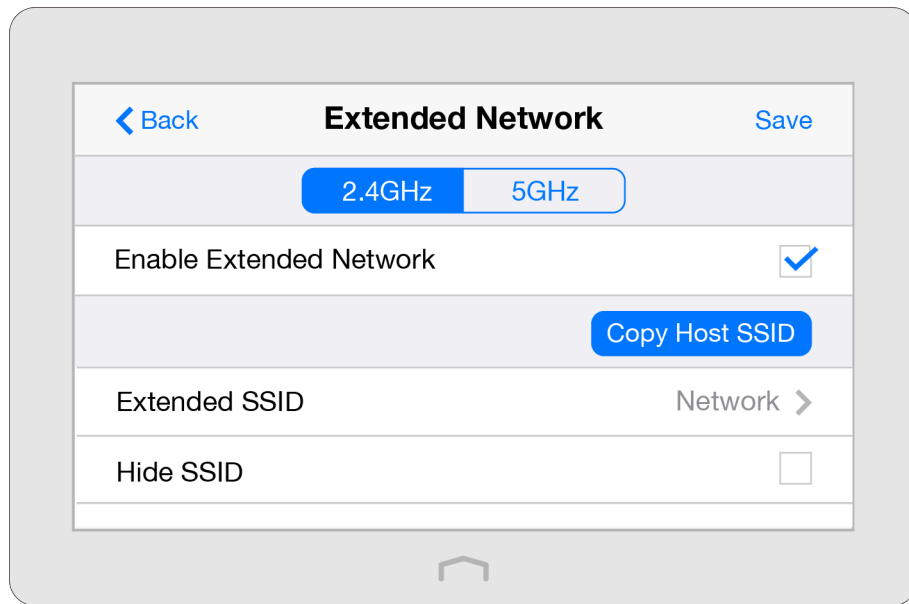 Back Extended Network Save
2.4GHz 5GHz
Enable Extended Network
Copy Host SSID
Extended SSID Network
Hide SSID